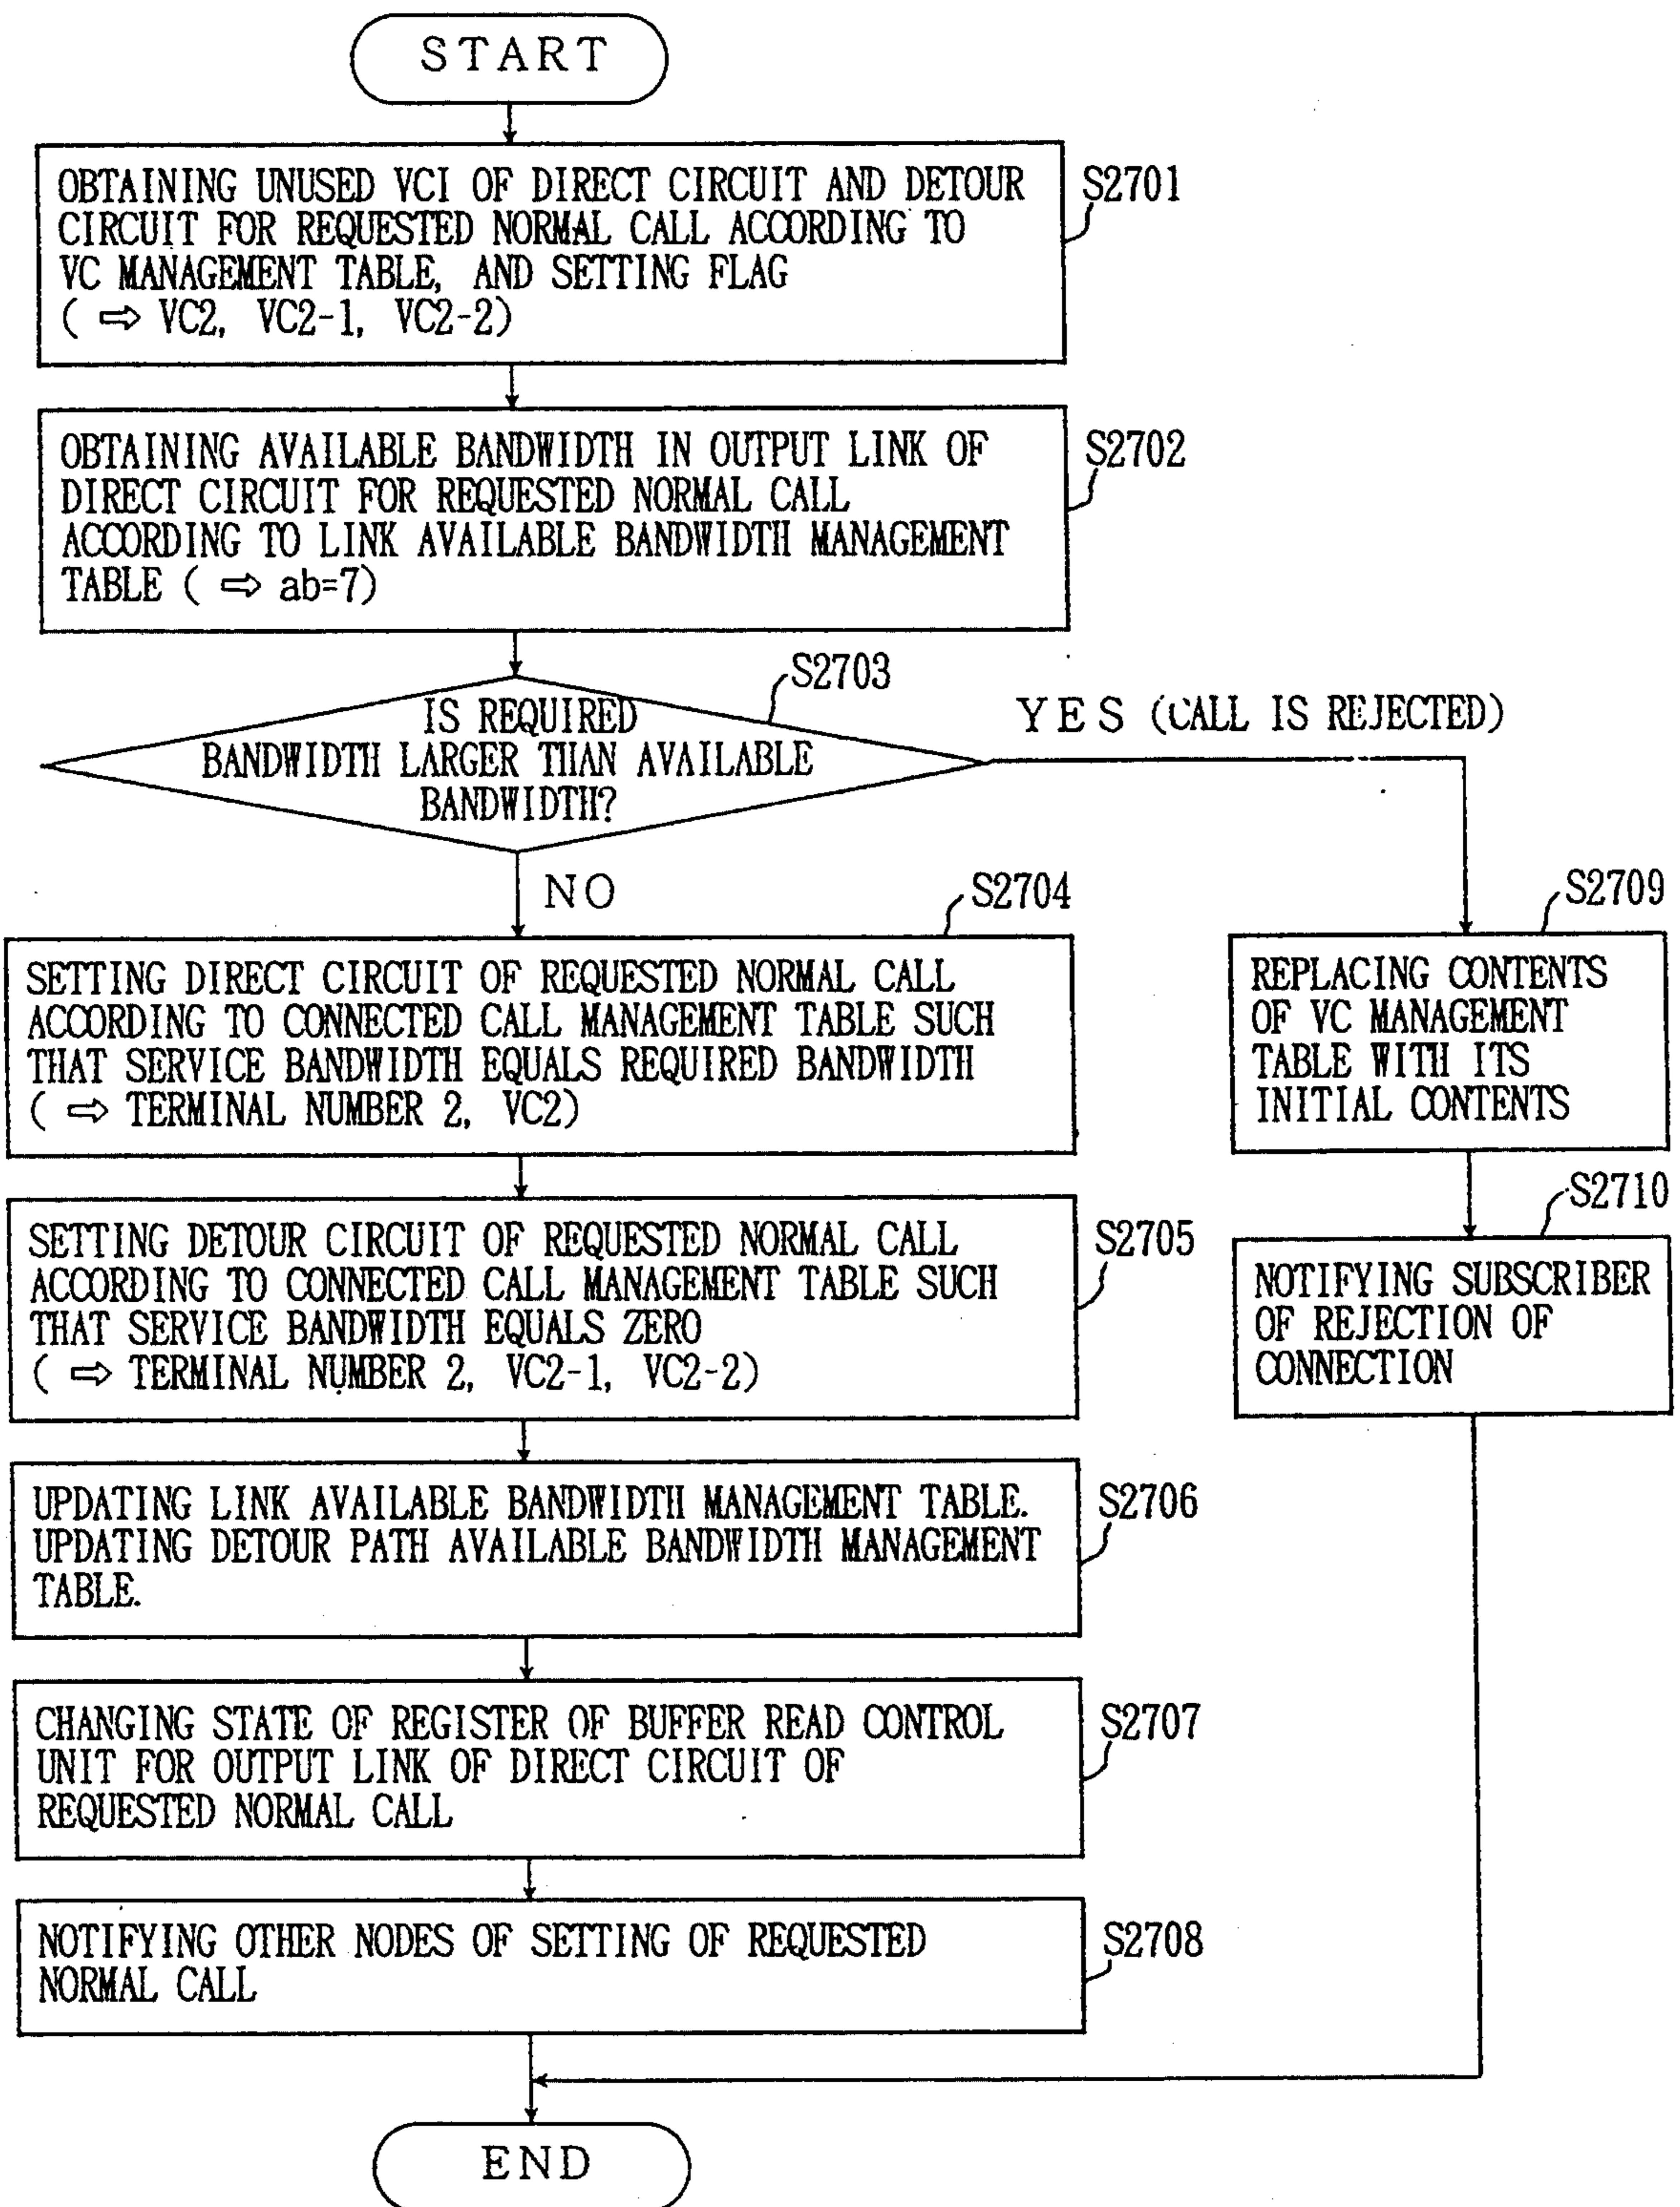 START
OBTAINING UNUSED VCI OF DIRECT CIRCUIT AND DETOUR
CIRCUIT FOR REQUESTED NORMAL CALL ACCORDING TO
VC MANAGEMENT TABLE, AND SETTING FLAG
( ⇨ VC2, VC2-1, VC2-2)
S2701
OBTAINING AVAILABLE BANDWIDTH IN OUTPUT LINK OF
DIRECT CIRCUIT FOR REQUESTED NORMAL CALL
ACCORDING TO LINK AVAILABLE BANDWIDTH MANAGEMENT
TABLE ( ⇨ ab=7)
S2702
S2703
IS REQUIRED
BANDWIDTH LARGER THAN AVAILABLE
BANDWIDTH?
YES (CALL IS REJECTED)
NO
S2704
SETTING DIRECT CIRCUIT OF REQUESTED NORMAL CALL
ACCORDING TO CONNECTED CALL MANAGEMENT TABLE SUCH
THAT SERVICE BANDWIDTH EQUALS REQUIRED BANDWIDTH
( ⇨ TERMINAL NUMBER 2, VC2)
S2709
REPLACING CONTENTS
OF VC MANAGEMENT
TABLE WITH ITS
INITIAL CONTENTS
SETTING DETOUR CIRCUIT OF REQUESTED NORMAL CALL
ACCORDING TO CONNECTED CALL MANAGEMENT TABLE SUCH
THAT SERVICE BANDWIDTH EQUALS ZERO
( ⇨ TERMINAL NUMBER 2, VC2-1, VC2-2)
S2705
S2710
NOTIFYING SUBSCRIBER
OF REJECTION OF
CONNECTION
UPDATING LINK AVAILABLE BANDWIDTH MANAGEMENT TABLE.
UPDATING DETOUR PATH AVAILABLE BANDWIDTH MANAGEMENT
TABLE.
S2706
CHANGING STATE OF REGISTER OF BUFFER READ CONTROL
UNIT FOR OUTPUT LINK OF DIRECT CIRCUIT OF
REQUESTED NORMAL CALL
S2707
NOTIFYING OTHER NODES OF SETTING OF REQUESTED
NORMAL CALL
S2708
END